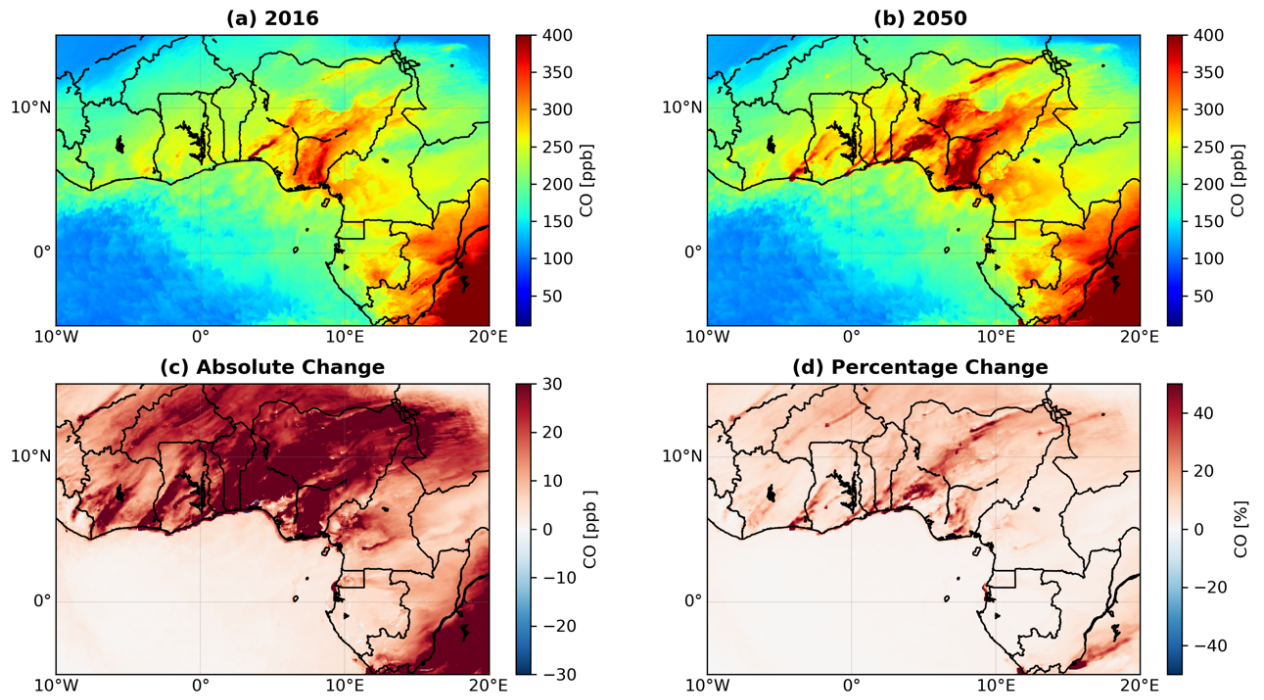 (a) 2016
(b) 2050
400
350
300
250
200
150
100
50
CO [ppb]
400
350
300
250
200
150
100
50
CO [ppb]
10°N
0°
10°W
0°
10°E
20°E
10°N
0°
10°W
0°
10°E
20°E
(c) Absolute Change
(d) Percentage Change
30
20
10
0
−10
−20
−30
CO [ppb ]
40
20
0
−20
−40
CO [%]
10°N
0°
10°W
0°
10°E
20°E
10°N
0°
10°W
0°
10°E
20°E